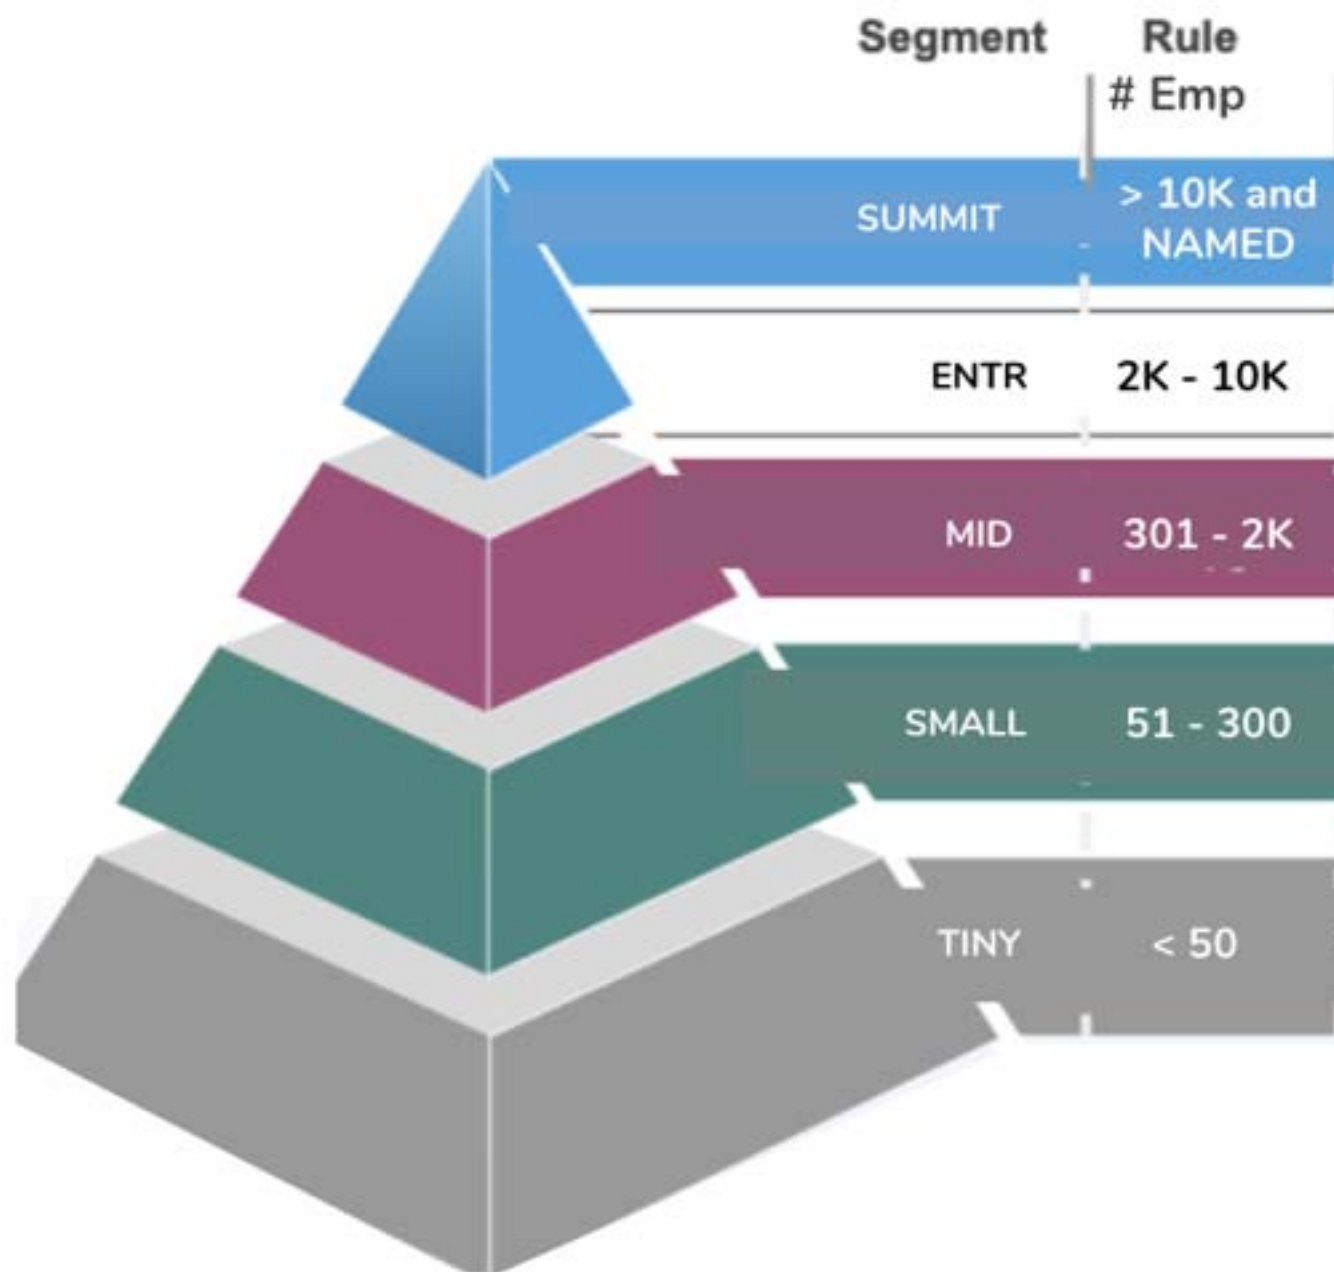 Segment Rule
# Emp
SUMMIT > 10K and
NAMED
ENTR 2K - 10K
MID 301 - 2K
SMALL 51 - 300
TINY < 50